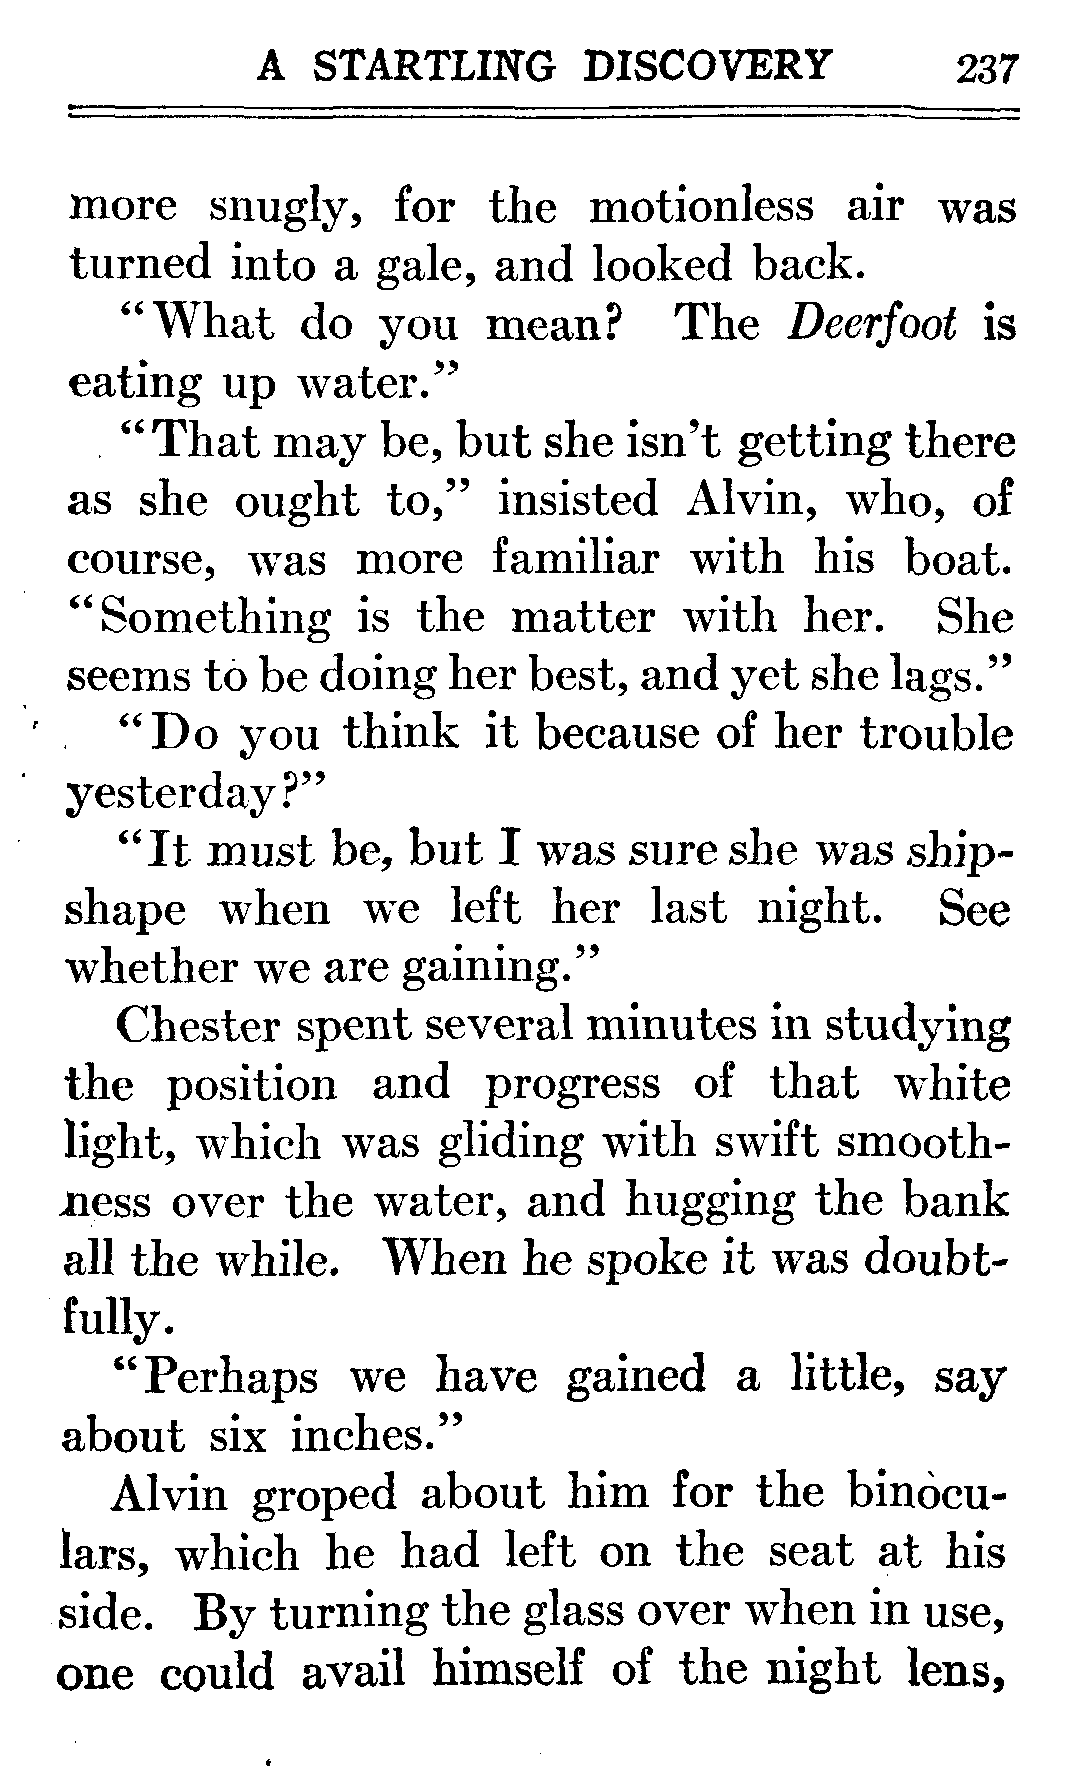 A STARTLING DISCOVERY 237
more snugly, for the motionless air was
turned into a gale, and looked back.
"What do you mean? The Deerfoot is
eating up water."
"That may be, but she isn't getting there
as she ought to," insisted Alvin, who, of
course, was more familiar with his boat.
"Something is the matter with her. She
seems to be doing her best, and yet she lags."
"Do you think it because of her trouble
yesterday?"
"It must be, but I was sure she was ship-
shape when we left her last night. See
whether we are gaining."
Chester spent several minutes in studying
the position and progress of that white
light, which was gliding with swift smooth-
ness over the water, and hugging the bank
all the while. When he spoke it was doubt-
fully.
"Perhaps we have gained a little, say
about six inches."
Alvin groped about him for the binocu-
lars, which he had left on the seat at his
side. By turning the glass over when in use,
one could avail himself of the night lens,